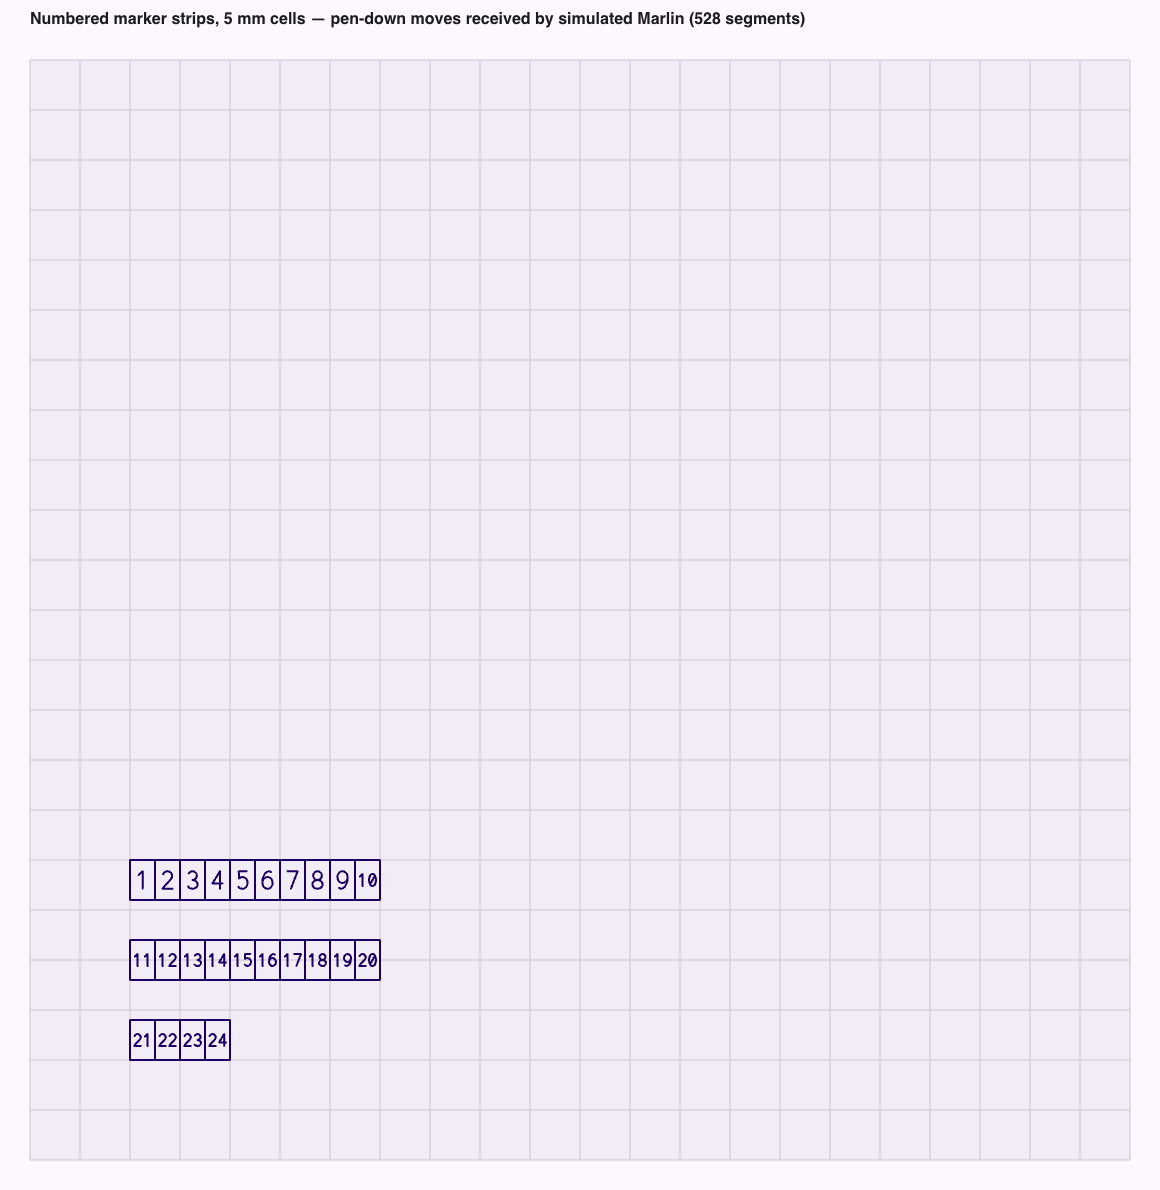 Numbered marker strips, 5 mm cells — pen-down moves received by simulated Marlin (528 segments)
1 2 3 4 5 6 7 8 9 10
11 12 13 14 15 16 17 18 19 20
21 22 23 24